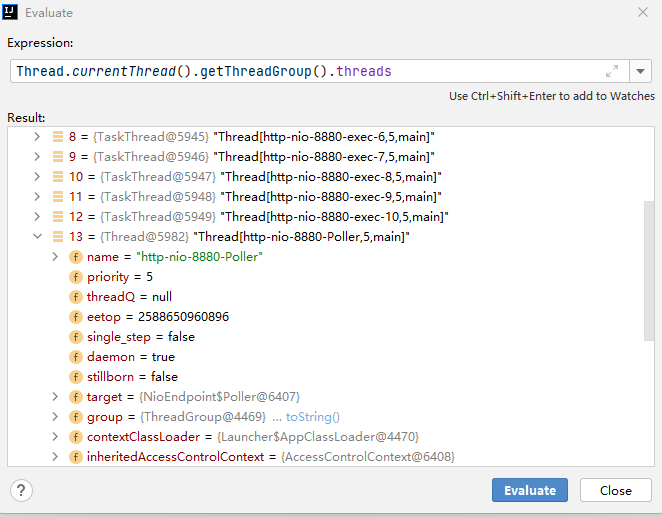 IJ
Evaluate
Expression:
Thread.currentThread().getThreadGroup().threads
Use Ctrl+Shift+Enter to add to Watches
Result:
8 = {TaskThread@5945} "Thread[http-nio-8880-exec-6,5,main]"
9 = {TaskThread@5946} "Thread[http-nio-8880-exec-7,5,main]"
10 = {TaskThread@5947} "Thread[http-nio-8880-exec-8,5,main]"
11 = {TaskThread@5948} "Thread[http-nio-8880-exec-9,5,main]"
12 = {TaskThread@5949} "Thread[http-nio-8880-exec-10,5,main]"
13 = {Thread@5982} "Thread[http-nio-8880-Poller,5,main]"
f name = "http-nio-8880-Poller"
f priority = 5
f threadQ = null
f eetop = 2588650960896
f single_step = false
f daemon = true
f stillborn = false
f target = {NioEndpoint$Poller@6407}
f group = {ThreadGroup@4469} ... toString()
f contextClassLoader = {Launcher$AppClassLoader@4470}
f inheritedAccessControlContext = {AccessControlContext@6408}
? Evaluate Close